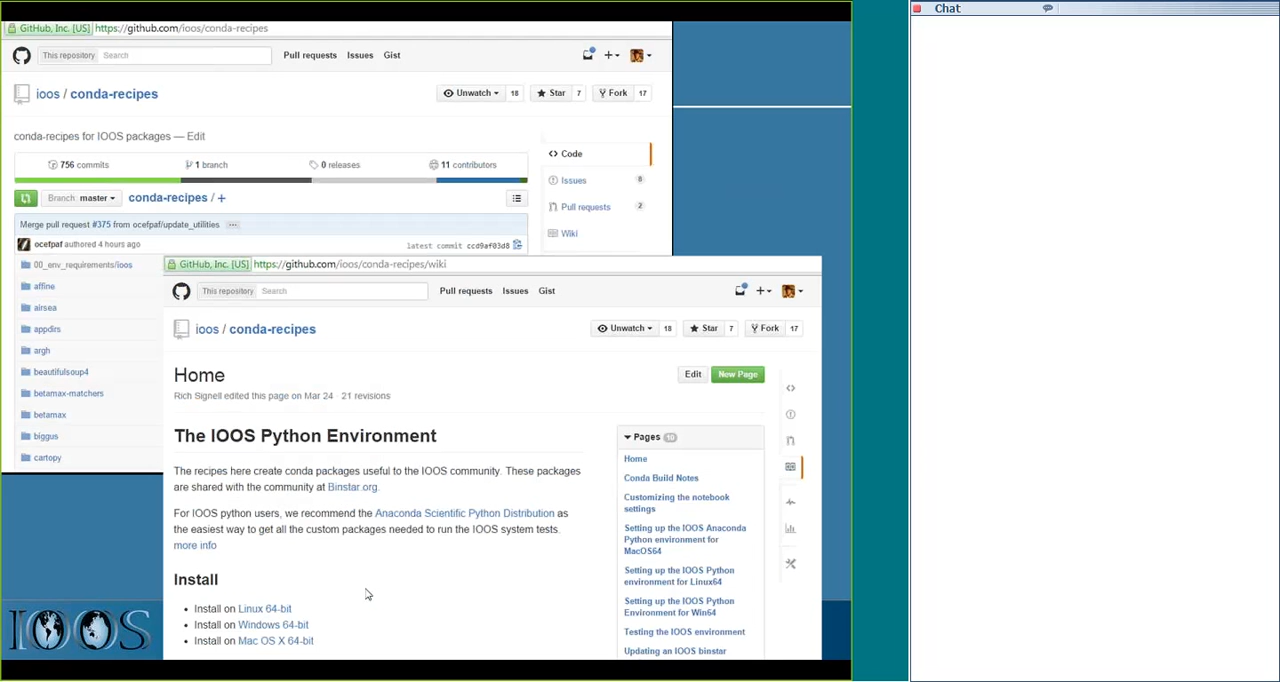 GitHub, Inc. [US] https://github.com/ioos/conda-recipes
This repository Search Pull requests Issues Gist
ioos / conda-recipes Unwatch 18 Star 7 Fork 17
conda-recipes for IOOS packages — Edit
756 commits 1 branch 0 releases 11 contributors
Branch: master conda-recipes / +
Merge pull request #375 from ocefpaf/update_utilities ...
ocefpaf authored 4 hours ago latest commit ccd9af03d8
00_env_requirements/ioos
affine
airsea
appdirs
argh
beautifulsoup4
betamax-matchers
betamax
biggus
cartopy
Code
Issues 8
Pull requests 2
Wiki
GitHub, Inc. [US] https://github.com/ioos/conda-recipes/wiki
This repository Search Pull requests Issues Gist
ioos / conda-recipes Unwatch 18 Star 7 Fork 17
Home Edit New Page
Rich Signell edited this page on Mar 24 21 revisions
The IOOS Python Environment
The recipes here create conda packages useful to the IOOS community. These packages
are shared with the community at Binstar.org.
For IOOS python users, we recommend the Anaconda Scientific Python Distribution as
the easiest way to get all the custom packages needed to run the IOOS system tests.
more info
Install
Install on Linux 64-bit
Install on Windows 64-bit
Install on Mac OS X 64-bit
Pages 10
Home
Conda Build Notes
Customizing the notebook
settings
Setting up the IOOS Anaconda
Python environment for
MacOS64
Setting up the IOOS Python
environment for Linux64
Setting up the IOOS Python
Environment for Win64
Testing the IOOS environment
Updating an IOOS binstar
IOOS
Chat